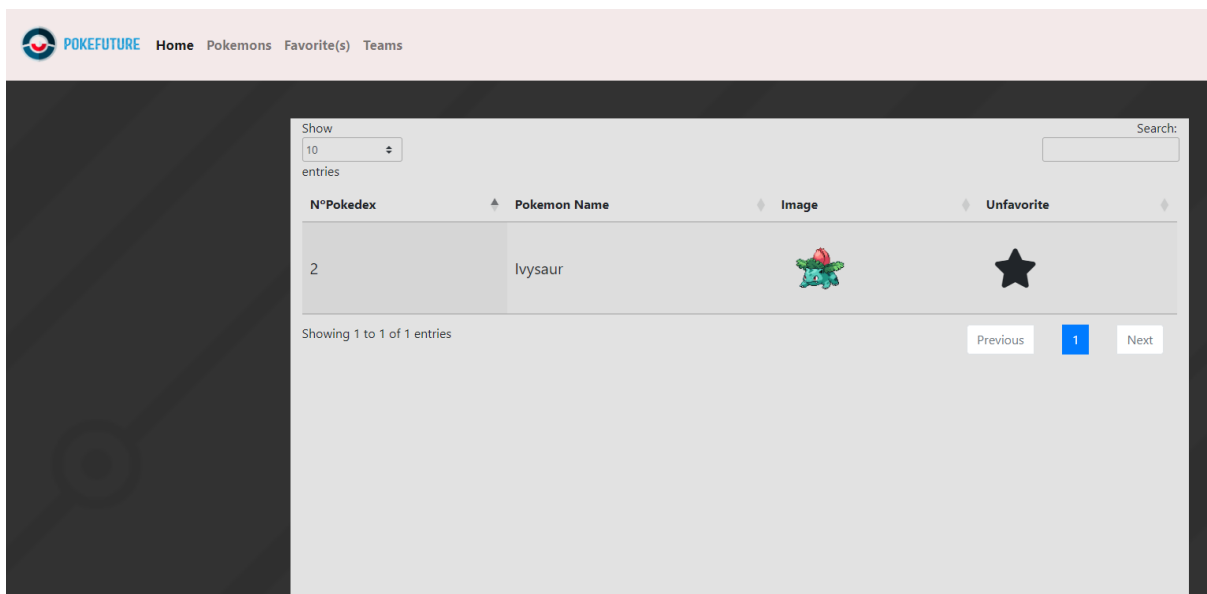 POKEFUTURE Home Pokemons Favorite(s) Teams
Show
Search:
10
entries
N°Pokedex Pokemon Name Image Unfavorite
2 Ivysaur
Showing 1 to 1 of 1 entries
Previous 1 Next